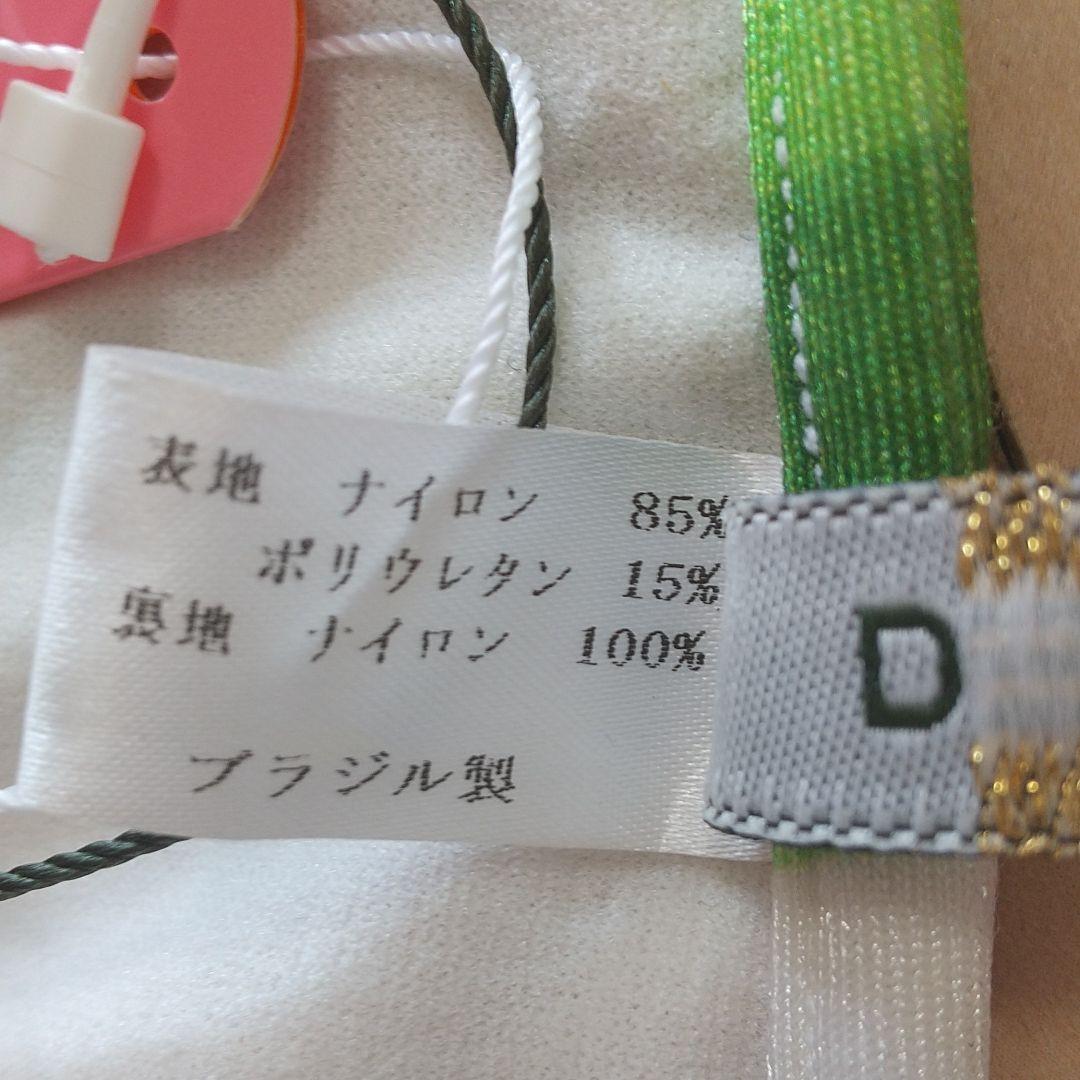 表地 ナイロン 85%
ポリウレタン 15%
裏地 ナイロン 100%
ブラジル製
D